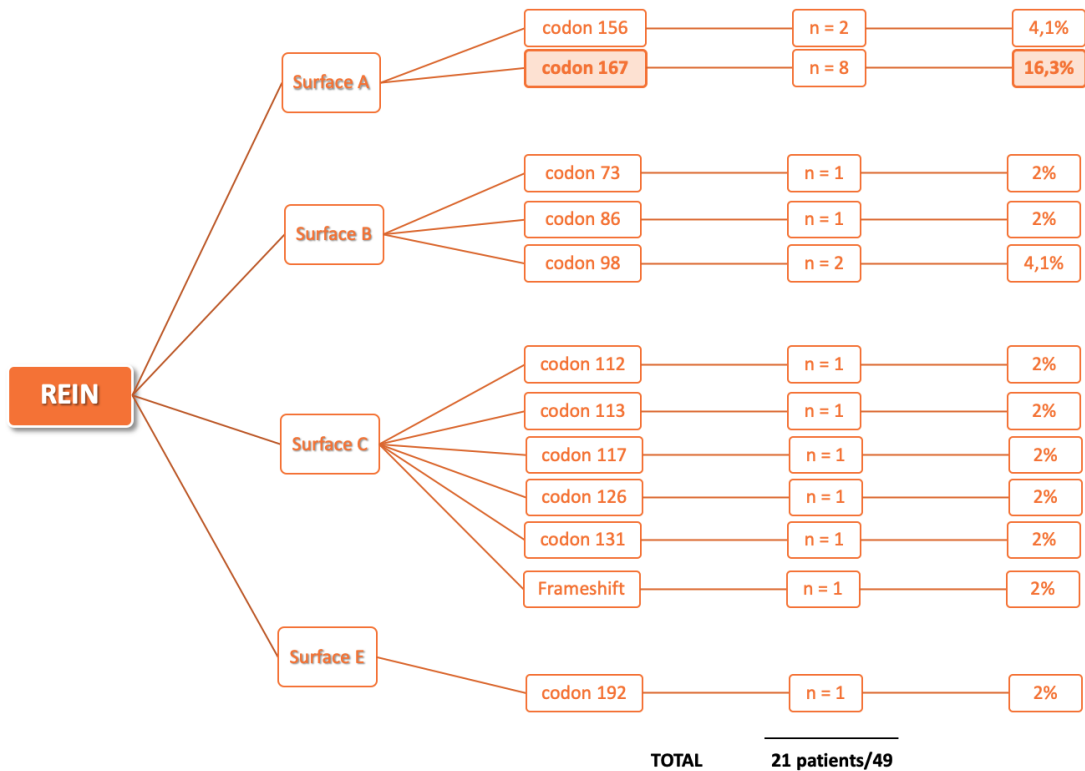 codon 156 n = 2 4,1%
Surface A
codon 167 n = 8 16,3%
codon 73 n = 1 2%
codon 86 n = 1 2%
Surface B
codon 98 n = 2 4,1%
codon 112 n = 1 2%
REIN
codon 113 n = 1 2%
Surface C
codon 117 n = 1 2%
codon 126 n = 1 2%
codon 131 n = 1 2%
Frameshift n = 1 2%
Surface E
codon 192 n = 1 2%
TOTAL 21 patients/49